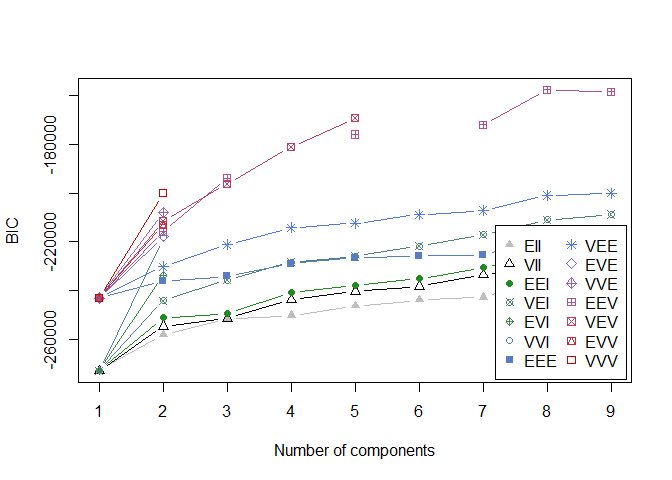 BIC
-180000
-220000
-260000
EII
VII
EEI
VEI
EVI
VVI
EEE
VEE
EVE
VVE
EEV
VEV
EVV
VVV
1 2 3 4 5 6 7 8 9
Number of components